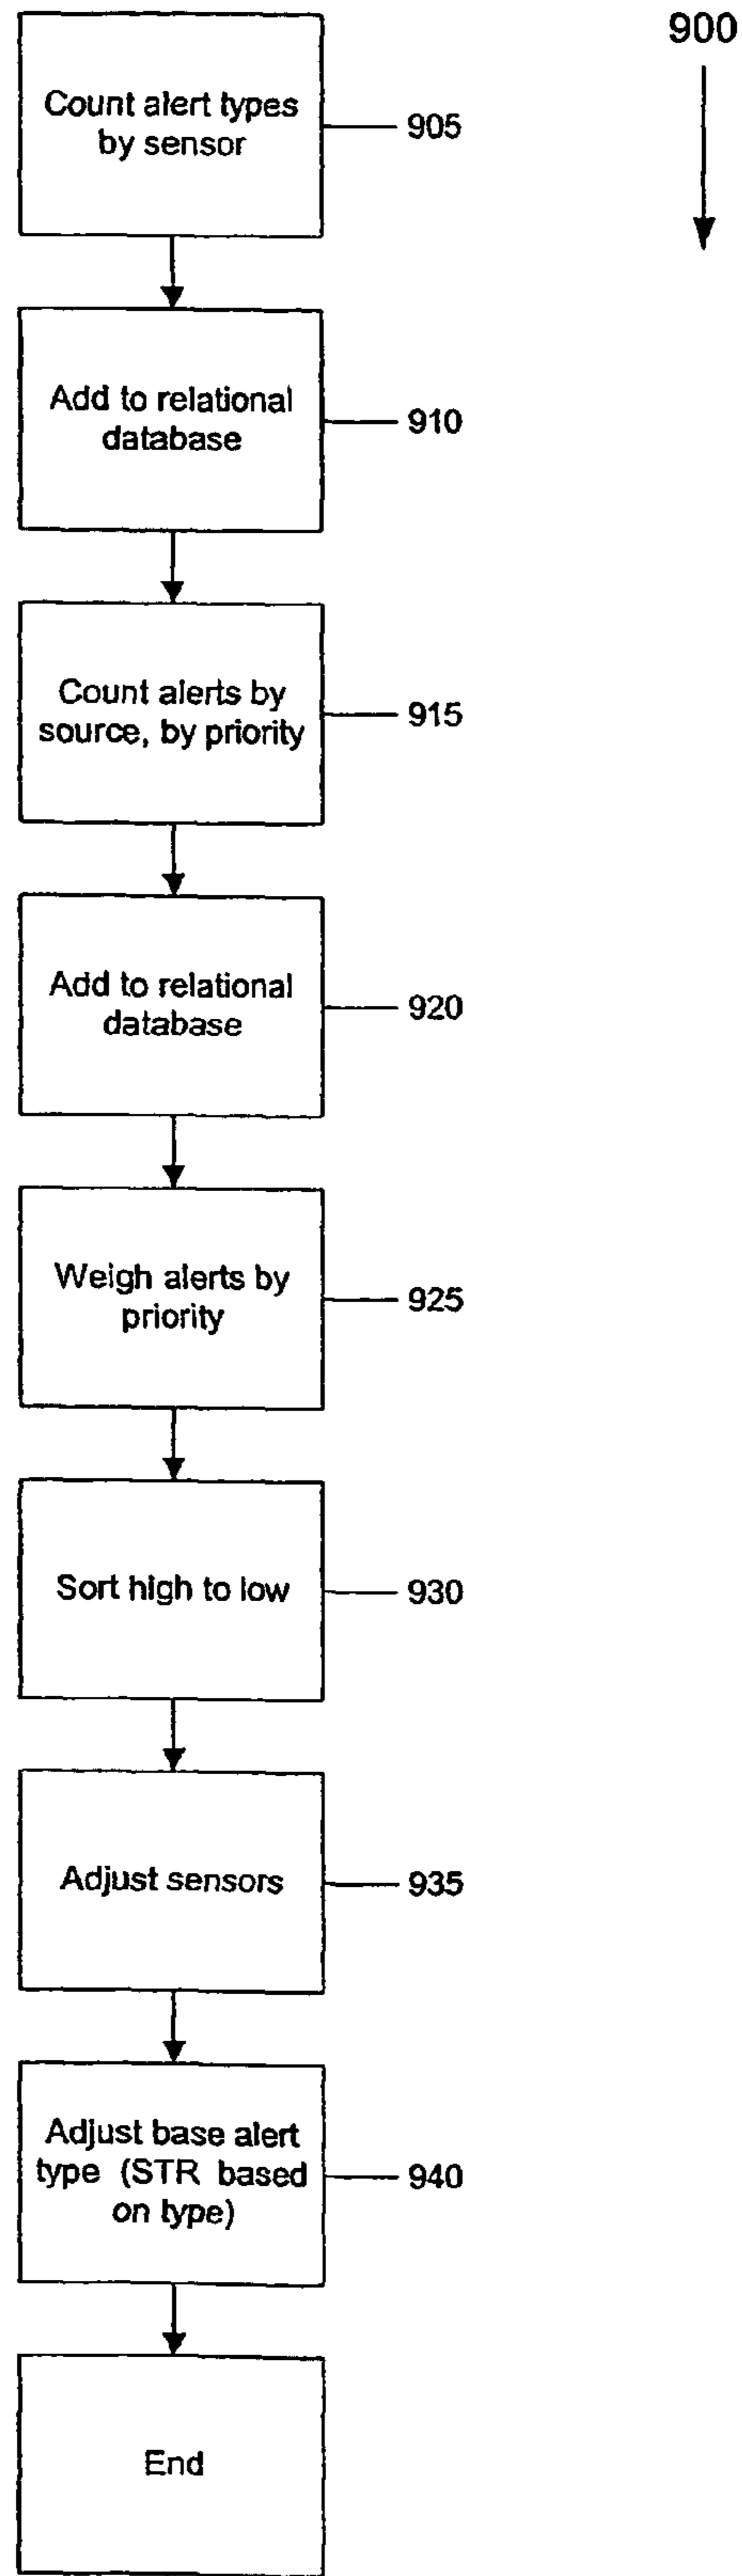 900
Count alert types
by sensor
905
Add to relational
database
910
Count alerts by
source, by priority
915
Add to relational
database
920
Weigh alerts by
priority
925
Sort high to low
930
Adjust sensors
935
Adjust base alert
type (STR based
on type)
940
End